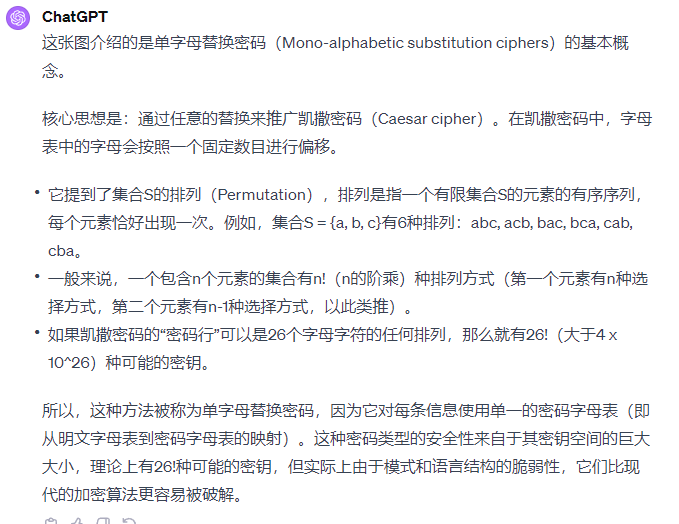 ChatGPT
这张图介绍的是单字母替换密码（Mono-alphabetic substitution ciphers）的基本概
念。
核心思想是：通过任意的替换来推广凯撒密码（Caesar cipher）。在凯撒密码中，字母
表中的字母会按照一个固定数目进行偏移。
• 它提到了集合S的排列（Permutation），排列是指一个有限集合S的元素的有序序列，
每个元素恰好出现一次。例如，集合S = {a, b, c}有6种排列：abc, acb, bac, bca, cab,
cba。
• 一般来说，一个包含n个元素的集合有n!（n的阶乘）种排列方式（第一个元素有n种选
择方式，第二个元素有n-1种选择方式，以此类推）。
• 如果凯撒密码的“密码行”可以是26个字母字符的任何排列，那么就有26!（大于4 x
10^26）种可能的密钥。
所以，这种方法被称为单字母替换密码，因为它对每条信息使用单一的密码字母表（即
从明文字母表到密码字母表的映射）。这种密码类型的安全性来自于其密钥空间的巨大
大小，理论上有26!种可能的密钥，但实际上由于模式和语言结构的脆弱性，它们比现
代的加密算法更容易被破解。